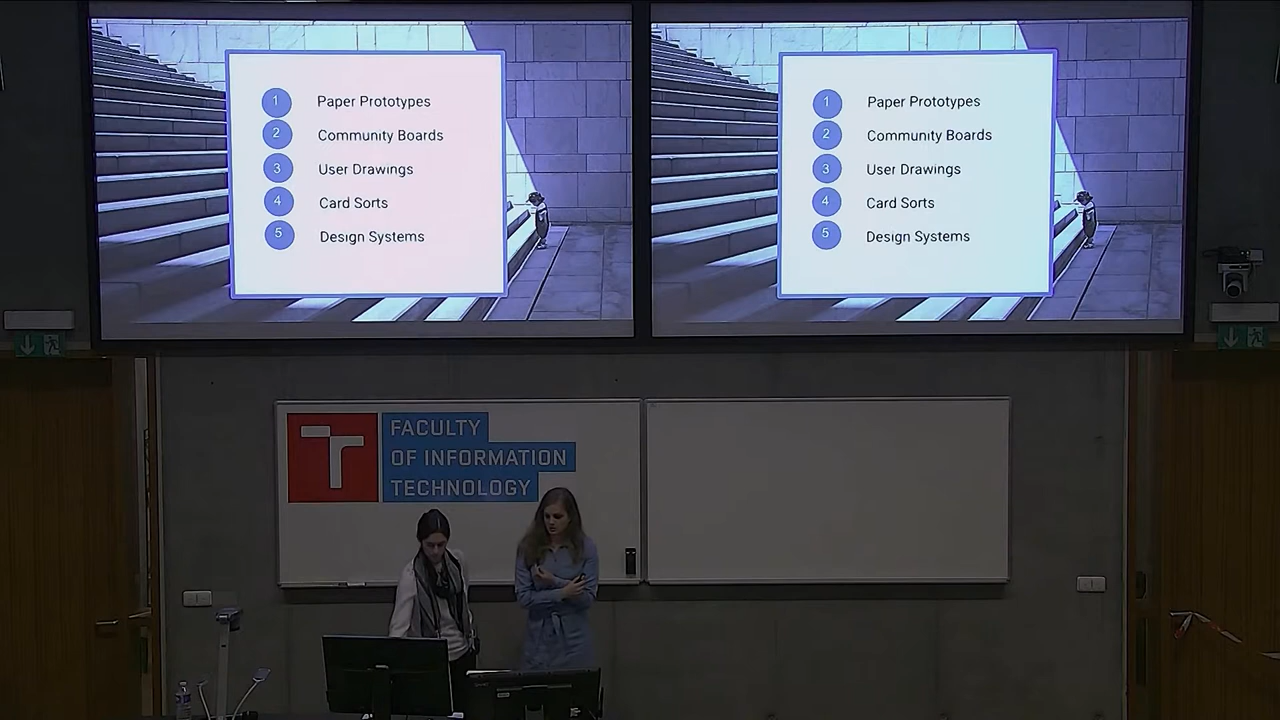 1 Paper Prototypes
2 Community Boards
3 User Drawings
4 Card Sorts
5 Design Systems
1 Paper Prototypes
2 Community Boards
3 User Drawings
4 Card Sorts
5 Design Systems
T FACULTY
OF INFORMATION
TECHNOLOGY